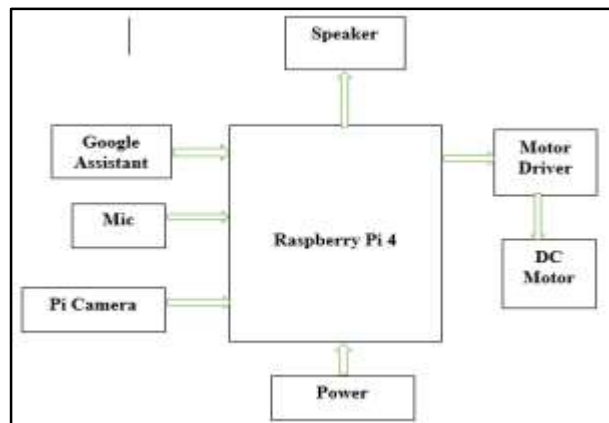 Speaker
Google
Assistant
Motor
Driver
Mic
Raspberry Pi 4
DC
Motor
Pi Camera
Power